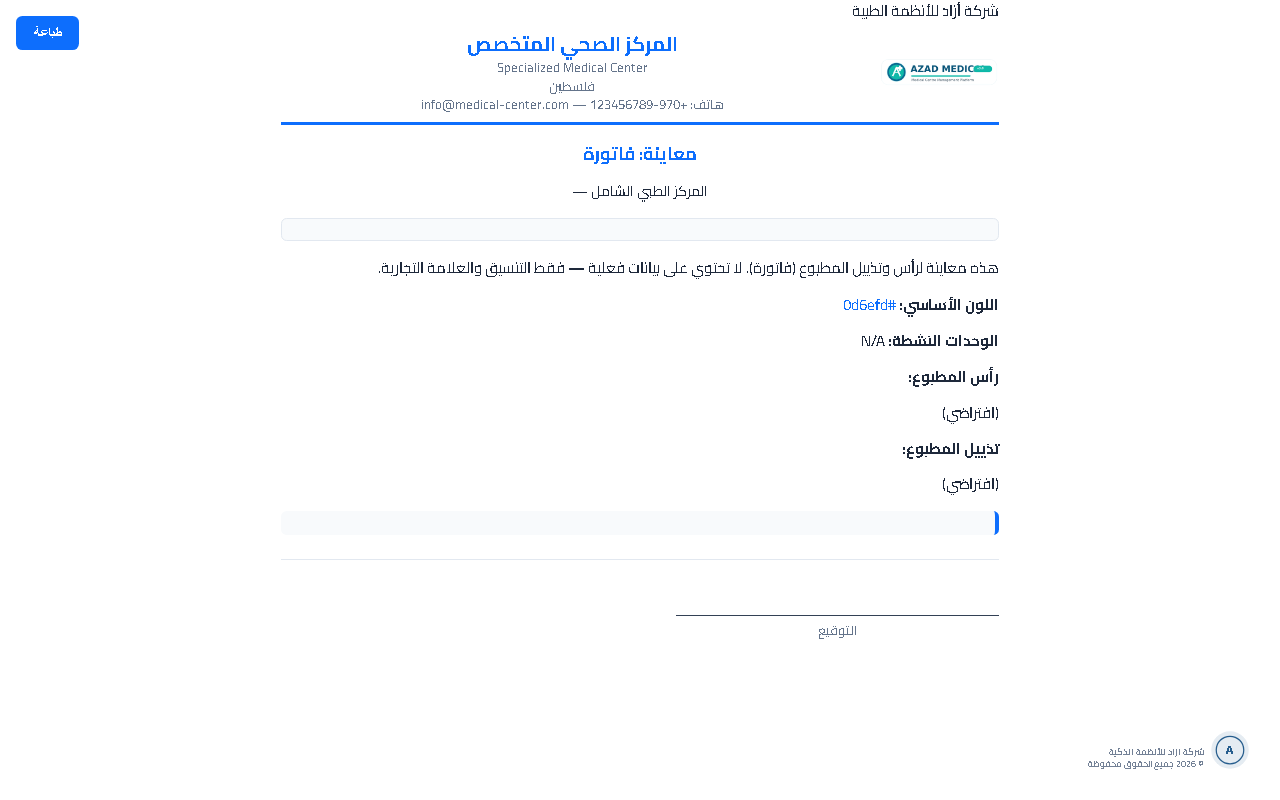 شركة أزاد للأنظمة الطبية
طباعة
المركز الصحي المتخصص
Specialized Medical Center
فلسطين
هاتف: +970-123456789 — info@medical-center.com
AZAD MEDIC
معاينة: فاتورة
المركز الطبي الشامل —
هذه معاينة لرأس وتذييل المطبوع (فاتورة). لا تحتوي على بيانات فعلية — فقط التنسيق والعلامة التجارية.
اللون الأساسي: #0d6efd
الوحدات النشطة: N/A
رأس المطبوع:
(افتراضي)
تذييل المطبوع:
(افتراضي)
التوقيع
A
شركة ازاد للأنظمة الذكية
© 2026 جميع الحقوق محفوظة